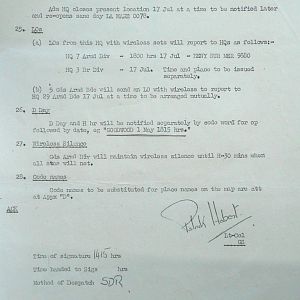 Adm HQ closes present location 17 Jul at a time to be notified later
and re-opens same day LA MARE 0078.
25. LOs
(a) LOs from this HQ with wireless sets will report to HQs as follows:-
HQ 7 Armd Div - 1800 hrs 17 Jul - RENY SUR MER 9680
HQ 3 Br Div - 17 Jul. Time and place to be issued
separately.
(b) 5 Gds Armd Bde will send an LO with wireless to report to
HQ 29 Armd Bde 17 Jul at a time to be arranged mutually.
26. D Day
D Day and H hr will be notified separately by code word for op
followed by date, eg "GOODWOOD 1 May 1815 hrs."
27. Wireless Silence
Gds Armd Div will maintain wireless silence until H-30 mins when
all sets will net.
28. Code names
Code names to be substituted for place names on the map are att
at Appx "D".
ACK
Lt-Col
GS
Time of signature 1415 hrs
Time handed to Sigs hrs
Method of Despatch SDR